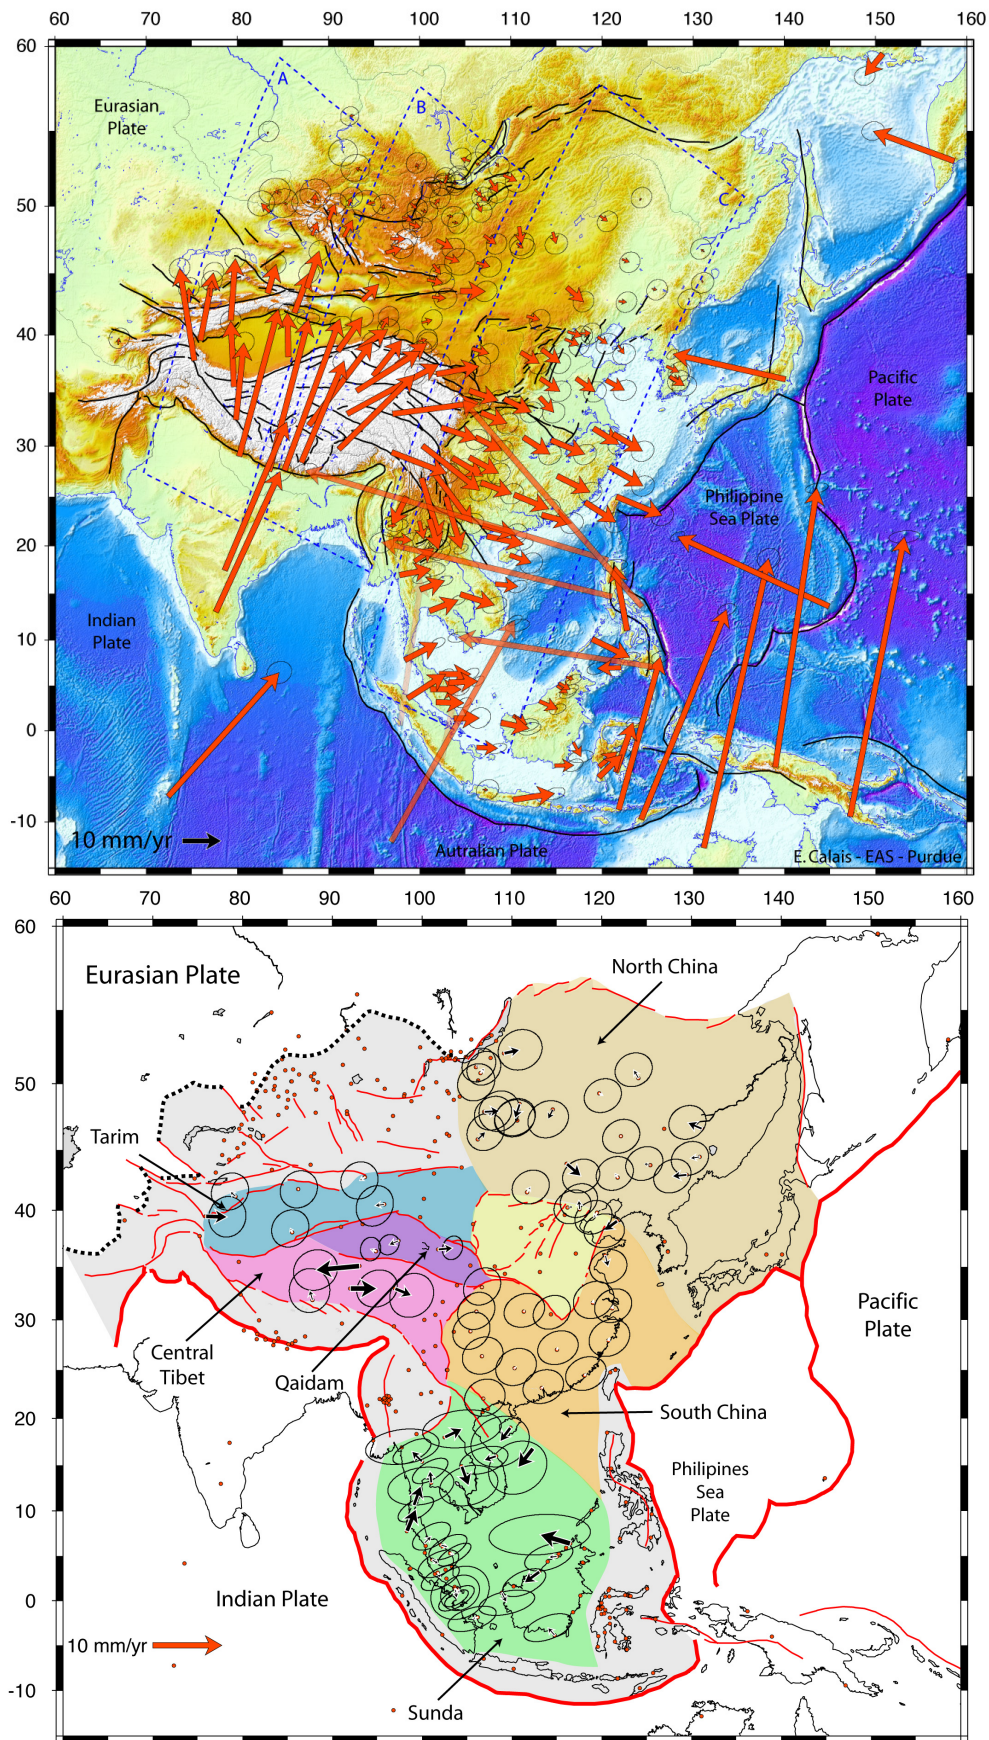 60 70 80 90 100 110 120 130 140 150 160
60
50
40
30
20
10
0
-10
A
B
C
Eurasian
Plate
Pacific
Plate
Philippine
Sea Plate
Indian
Plate
10 mm/yr
Autralian Plate
E. Calais - EAS - Purdue
60 70 80 90 100 110 120 130 140 150 160
60
50
40
30
20
10
0
-10
Eurasian Plate
North China
Tarim
Central
Tibet
Qaidam
Pacific
Plate
South China
Philipines
Sea
Plate
Indian Plate
10 mm/yr
Sunda